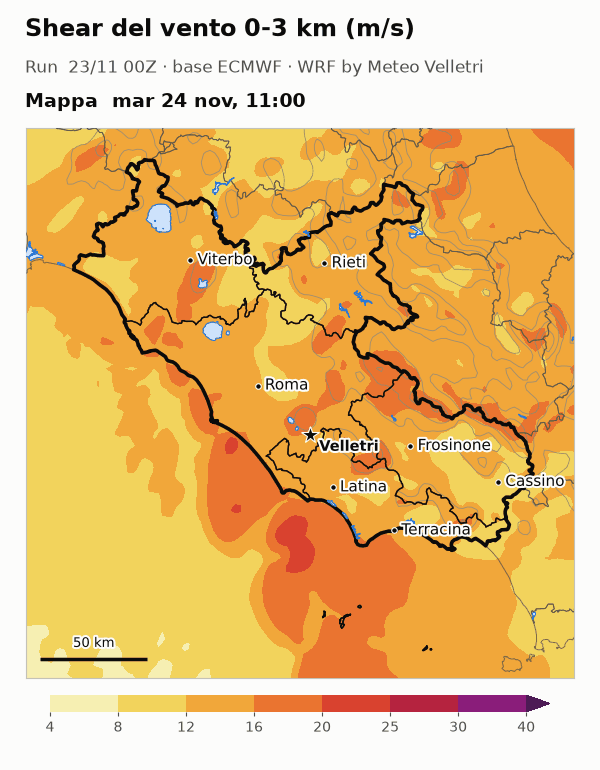 Shear del vento 0-3 km (m/s)
Run  23/11 00Z · base ECMWF · WRF by Meteo Velletri
Mappa  mar 24 nov, 11:00
Viterbo
Rieti
Roma
Velletri
Frosinone
Latina
Cassino
Terracina
50 km
4 8 12 16 20 25 30 40